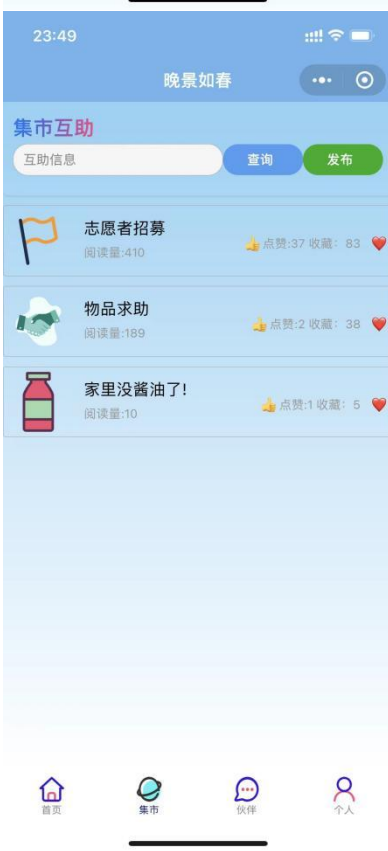 23:49
晚景如春
集市互助
互助信息 查询 发布
志愿者招募
阅读量:410 点赞:37 收藏: 83
物品求助
阅读量:189 点赞:2 收藏: 38
家里没酱油了!
阅读量:10 点赞:1 收藏: 5
首页 集市 伙伴 个人